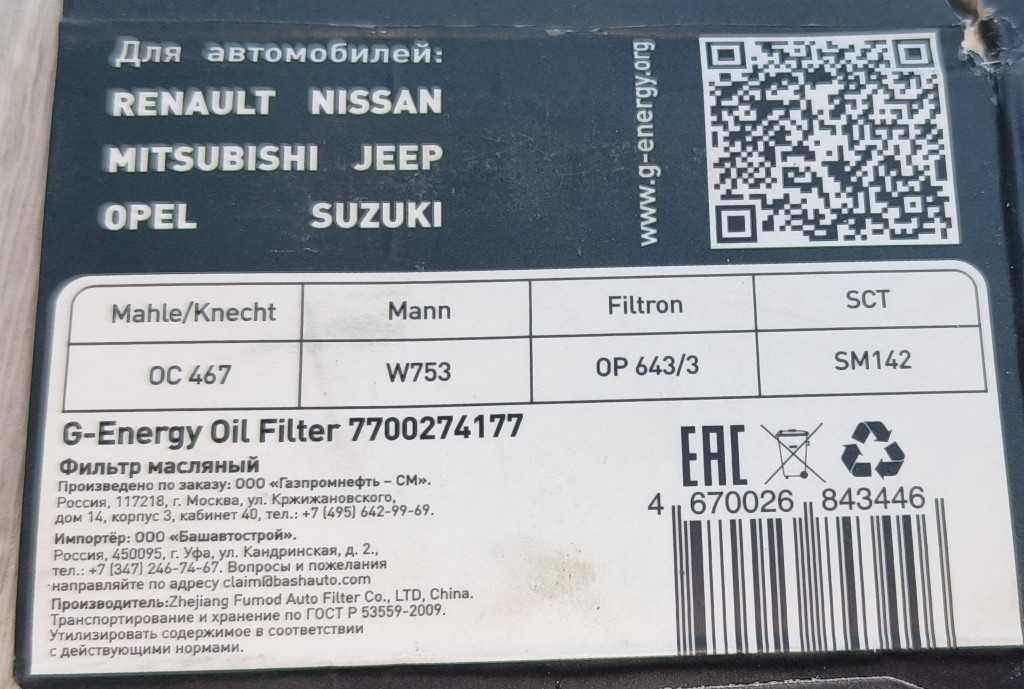 Для автомобилей:
RENAULT NISSAN
MITSUBISHI JEEP
OPEL SUZUKI
www.g-energy.org
Mahle/Knecht Mann Filtron SCT
OC 467 W753 OP 643/3 SM142
G-Energy Oil Filter 7700274177
Фильтр масляный
Произведено по заказу: ООО «Газпромнефть – СМ».
Россия, 117218, г. Москва, ул. Кржижановского,
дом 14, корпус 3, кабинет 40, тел.: +7 (495) 642-99-69.
Импортёр: ООО «Башавтострой».
Россия, 450095, г. Уфа, ул. Кандринская, д. 2.,
тел.: +7 (347) 246-74-67. Вопросы и пожелания
направляйте по адресу claim@bashauto.com
Производитель:Zhejiang Fumod Auto Filter Co., LTD, China.
Транспортирование и хранение по ГОСТ Р 53559-2009.
Утилизировать содержимое в соответствии
с действующими нормами.
EAC
4 670026 843446